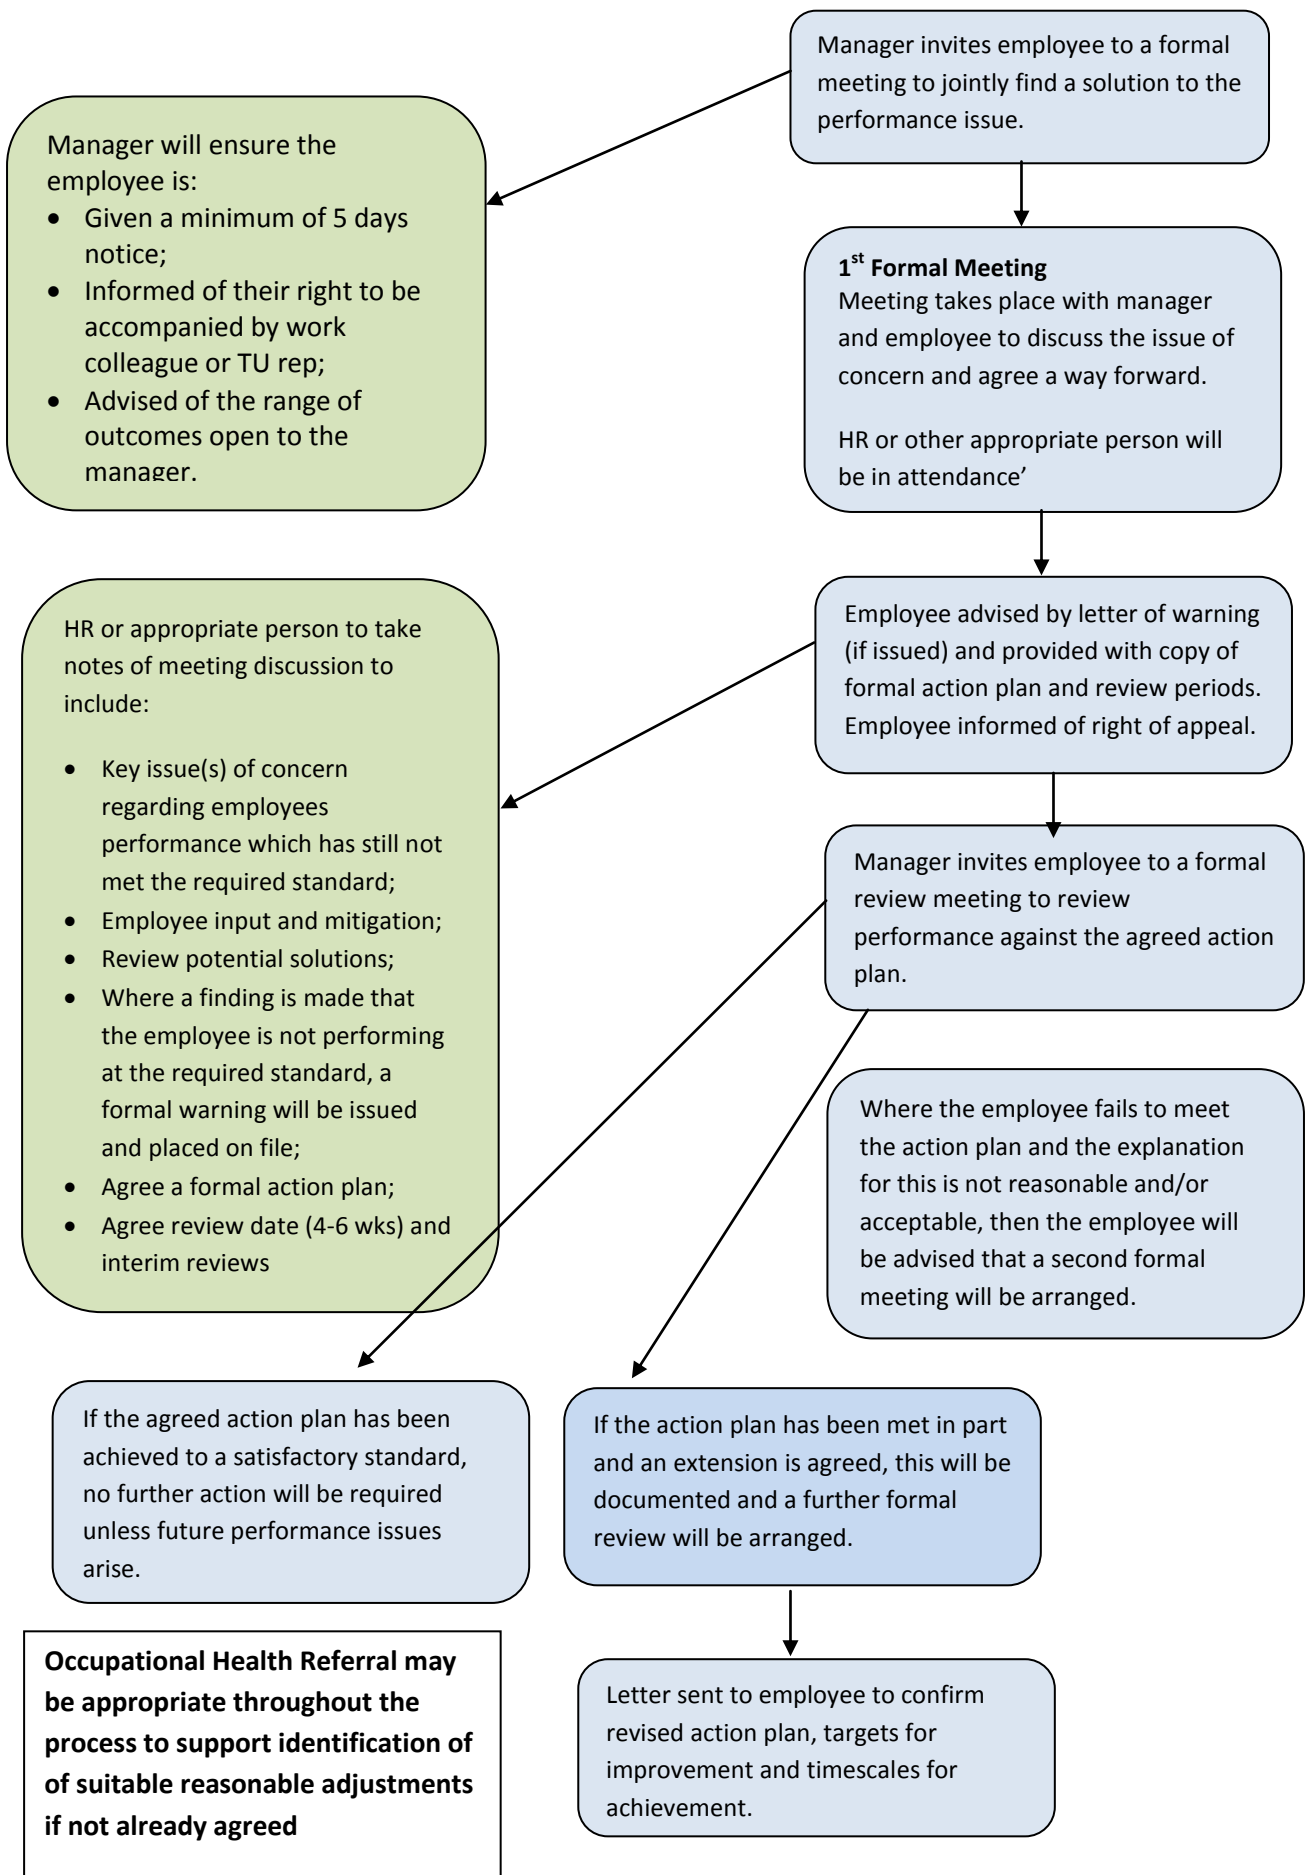 Manager invites employee to a formal
meeting to jointly find a solution to the
performance issue.
Manager will ensure the
employee is:
• Given a minimum of 5 days
notice;
• Informed of their right to be
accompanied by work
colleague or TU rep;
• Advised of the range of
outcomes open to the
manager.
1st Formal Meeting
Meeting takes place with manager
and employee to discuss the issue of
concern and agree a way forward.
HR or other appropriate person will
be in attendance’
Employee advised by letter of warning
(if issued) and provided with copy of
formal action plan and review periods.
Employee informed of right of appeal.
HR or appropriate person to take
notes of meeting discussion to
include:
• Key issue(s) of concern
regarding employees
performance which has still not
met the required standard;
• Employee input and mitigation;
• Review potential solutions;
• Where a finding is made that
the employee is not performing
at the required standard, a
formal warning will be issued
and placed on file;
• Agree a formal action plan;
• Agree review date (4-6 wks) and
interim reviews
Manager invites employee to a formal
review meeting to review
performance against the agreed action
plan.
Where the employee fails to meet
the action plan and the explanation
for this is not reasonable and/or
acceptable, then the employee will
be advised that a second formal
meeting will be arranged.
If the agreed action plan has been
achieved to a satisfactory standard,
no further action will be required
unless future performance issues
arise.
If the action plan has been met in part
and an extension is agreed, this will be
documented and a further formal
review will be arranged.
Occupational Health Referral may
be appropriate throughout the
process to support identification of
of suitable reasonable adjustments
if not already agreed
Letter sent to employee to confirm
revised action plan, targets for
improvement and timescales for
achievement.